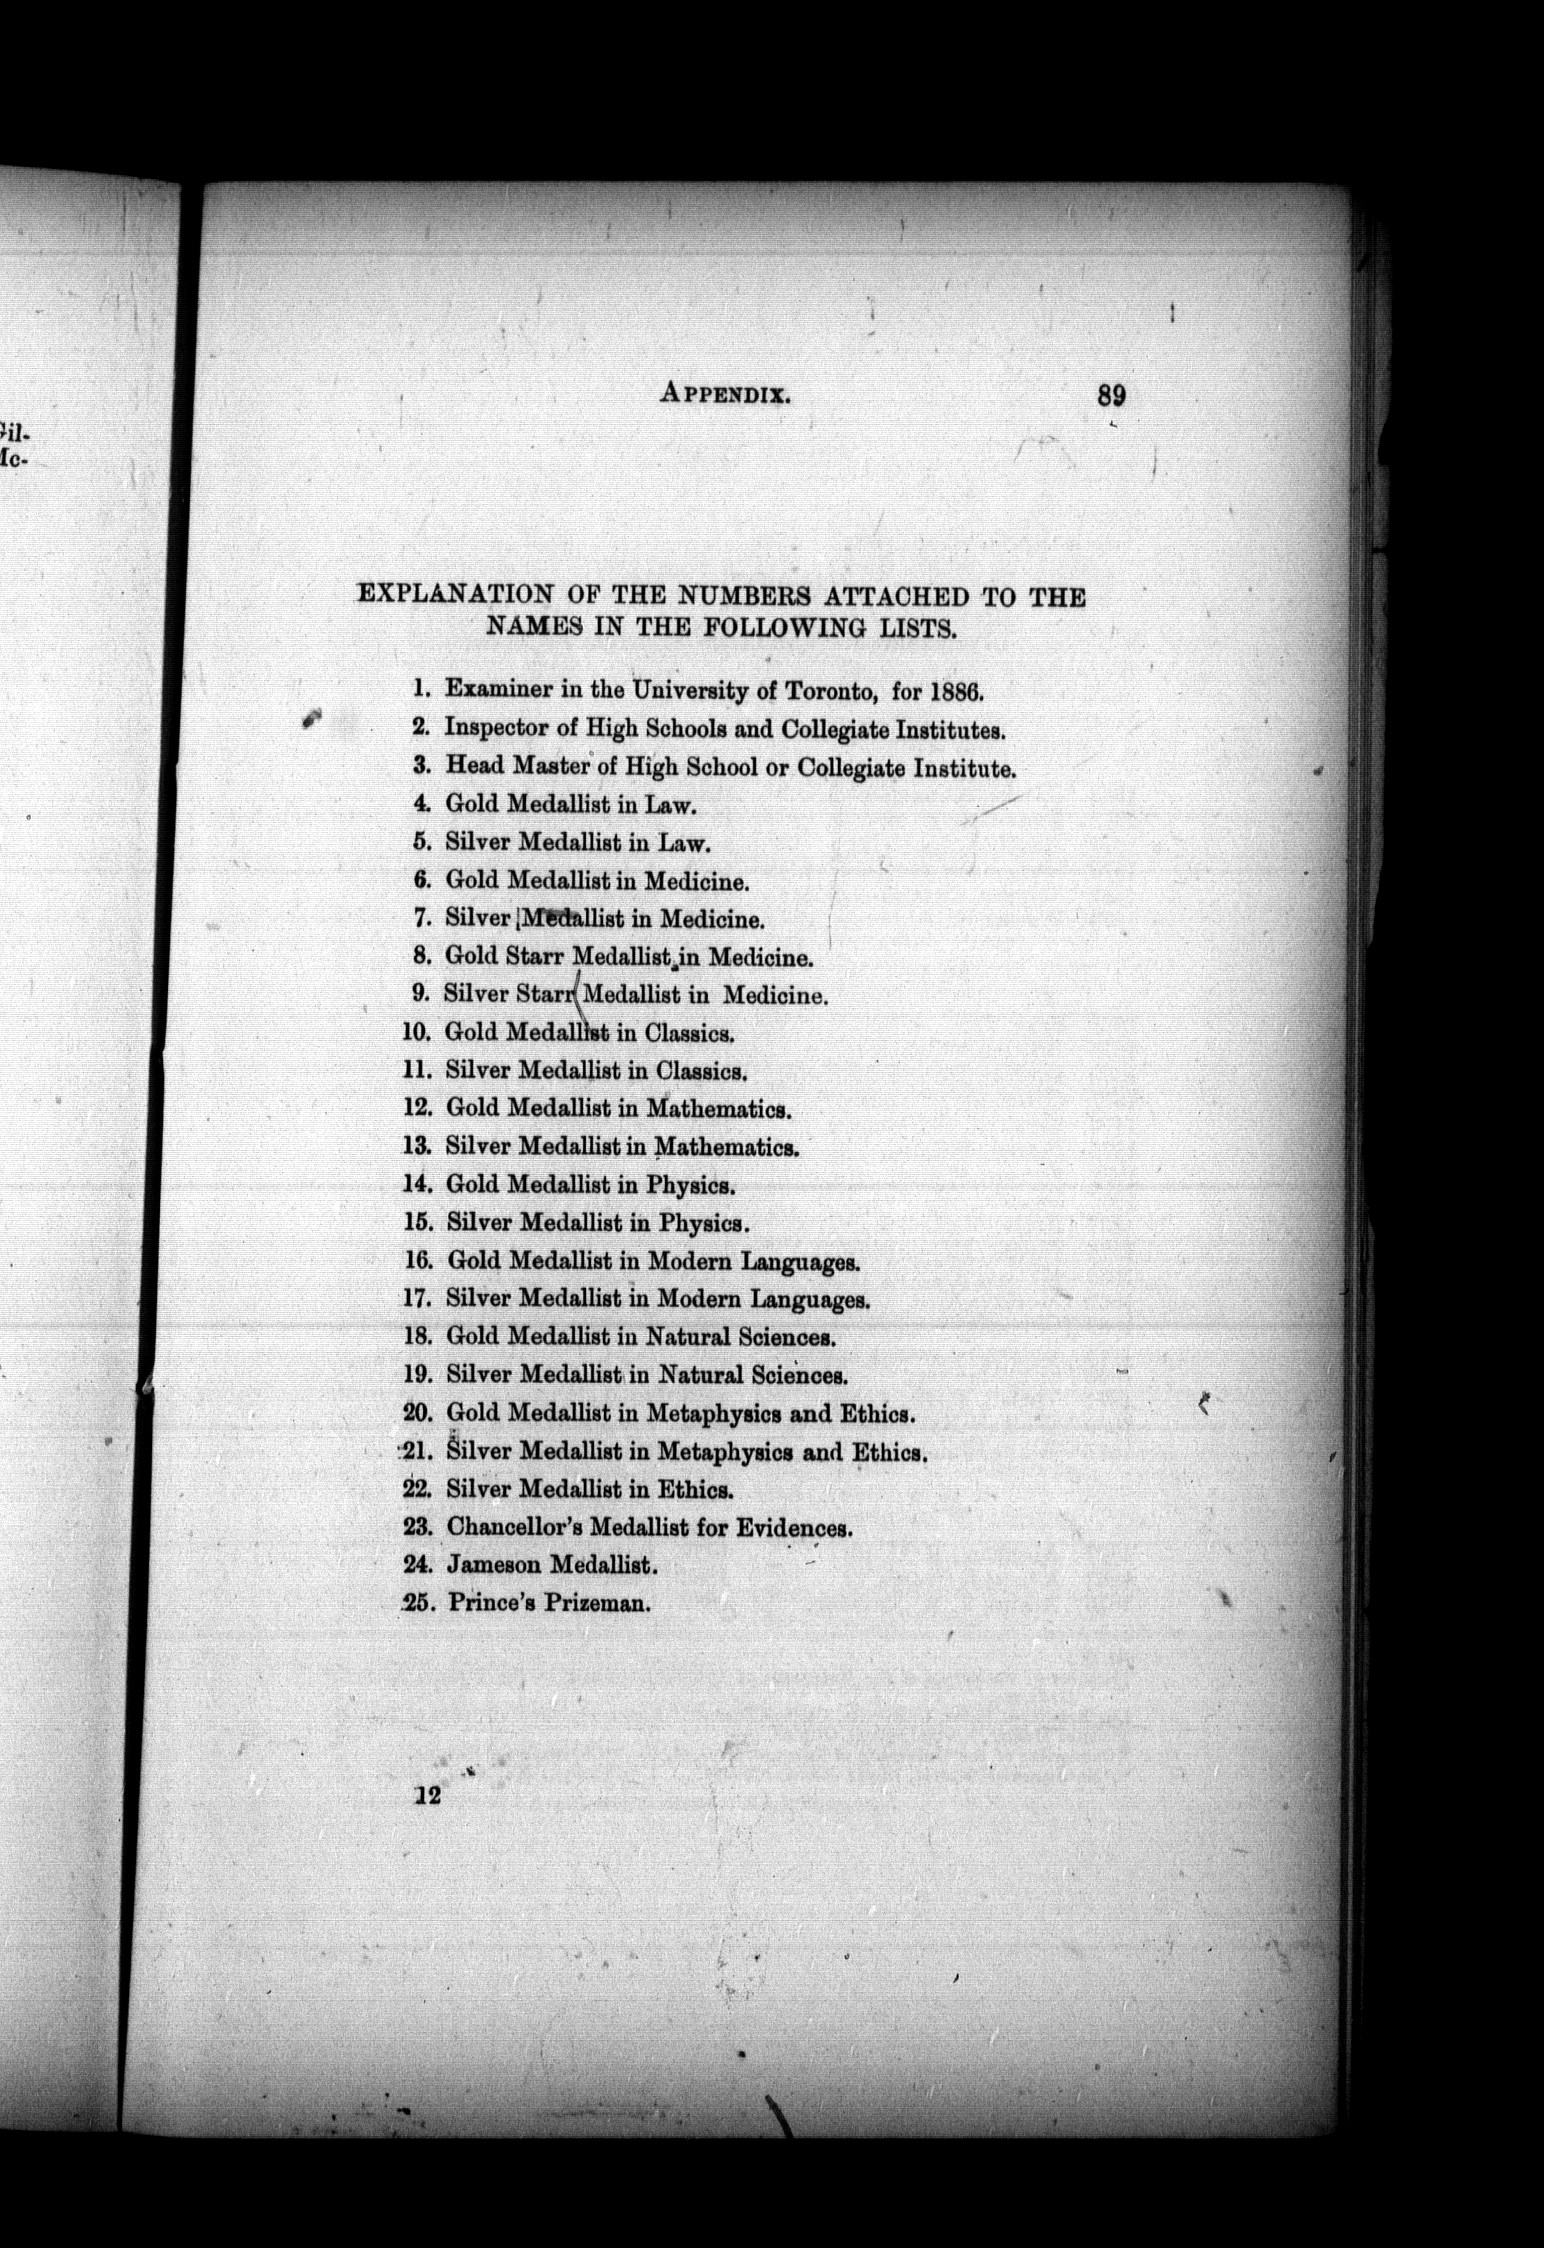 APPENDIX. 89
EXPLANATION OF THE NUMBERS ATTACHED TO THE
NAMES IN THE FOLLOWING LISTS.
1. Examiner in the University of Toronto, for 1886.
2. Inspector of High Schools and Collegiate Institutes.
3. Head Master of High School or Collegiate Institute.
4. Gold Medallist in Law.
5. Silver Medallist in Law.
6. Gold Medallist in Medicine.
7. Silver Medallist in Medicine.
8. Gold Starr Medallist in Medicine.
9. Silver Starr Medallist in Medicine.
10. Gold Medallist in Classics.
11. Silver Medallist in Classics.
12. Gold Medallist in Mathematics.
13. Silver Medallist in Mathematics.
14. Gold Medallist in Physics.
15. Silver Medallist in Physics.
16. Gold Medallist in Modern Languages.
17. Silver Medallist in Modern Languages.
18. Gold Medallist in Natural Sciences.
19. Silver Medallist in Natural Sciences.
20. Gold Medallist in Metaphysics and Ethics.
21. Silver Medallist in Metaphysics and Ethics.
22. Silver Medallist in Ethics.
23. Chancellor's Medallist for Evidences.
24. Jameson Medallist.
25. Prince's Prizeman.
12